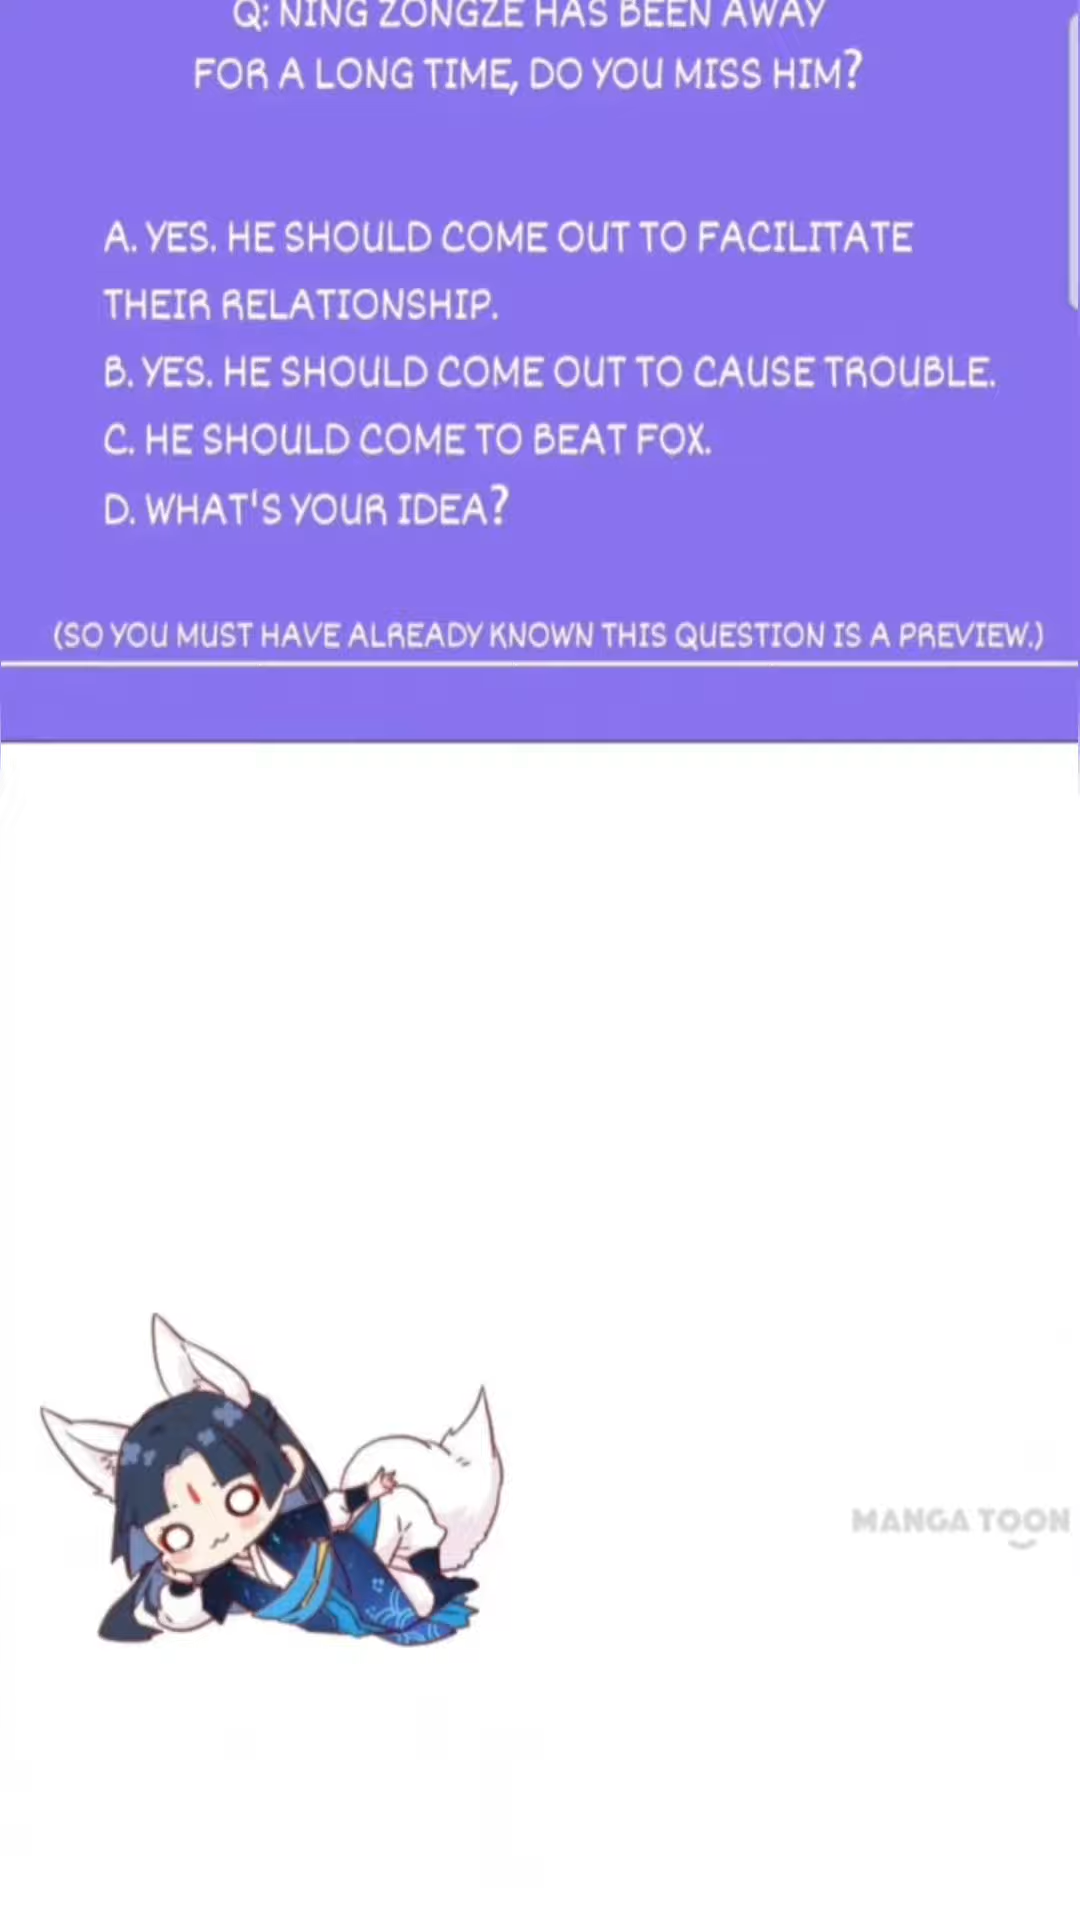 Q: NING ZONGZE HAS BEEN AWAY
FOR A LONG TIME, DO YOU MISS HIM?
A. YES. HE SHOULD COME OUT TO FACILITATE
THEIR RELATIONSHIP.
B. YES. HE SHOULD COME OUT TO CAUSE TROUBLE.
C. HE SHOULD COME TO BEAT FOX.
D. WHAT'S YOUR IDEA?
(SO YOU MUST HAVE ALREADY KNOWN THIS QUESTION IS A PREVIEW.)
MANGA TOON